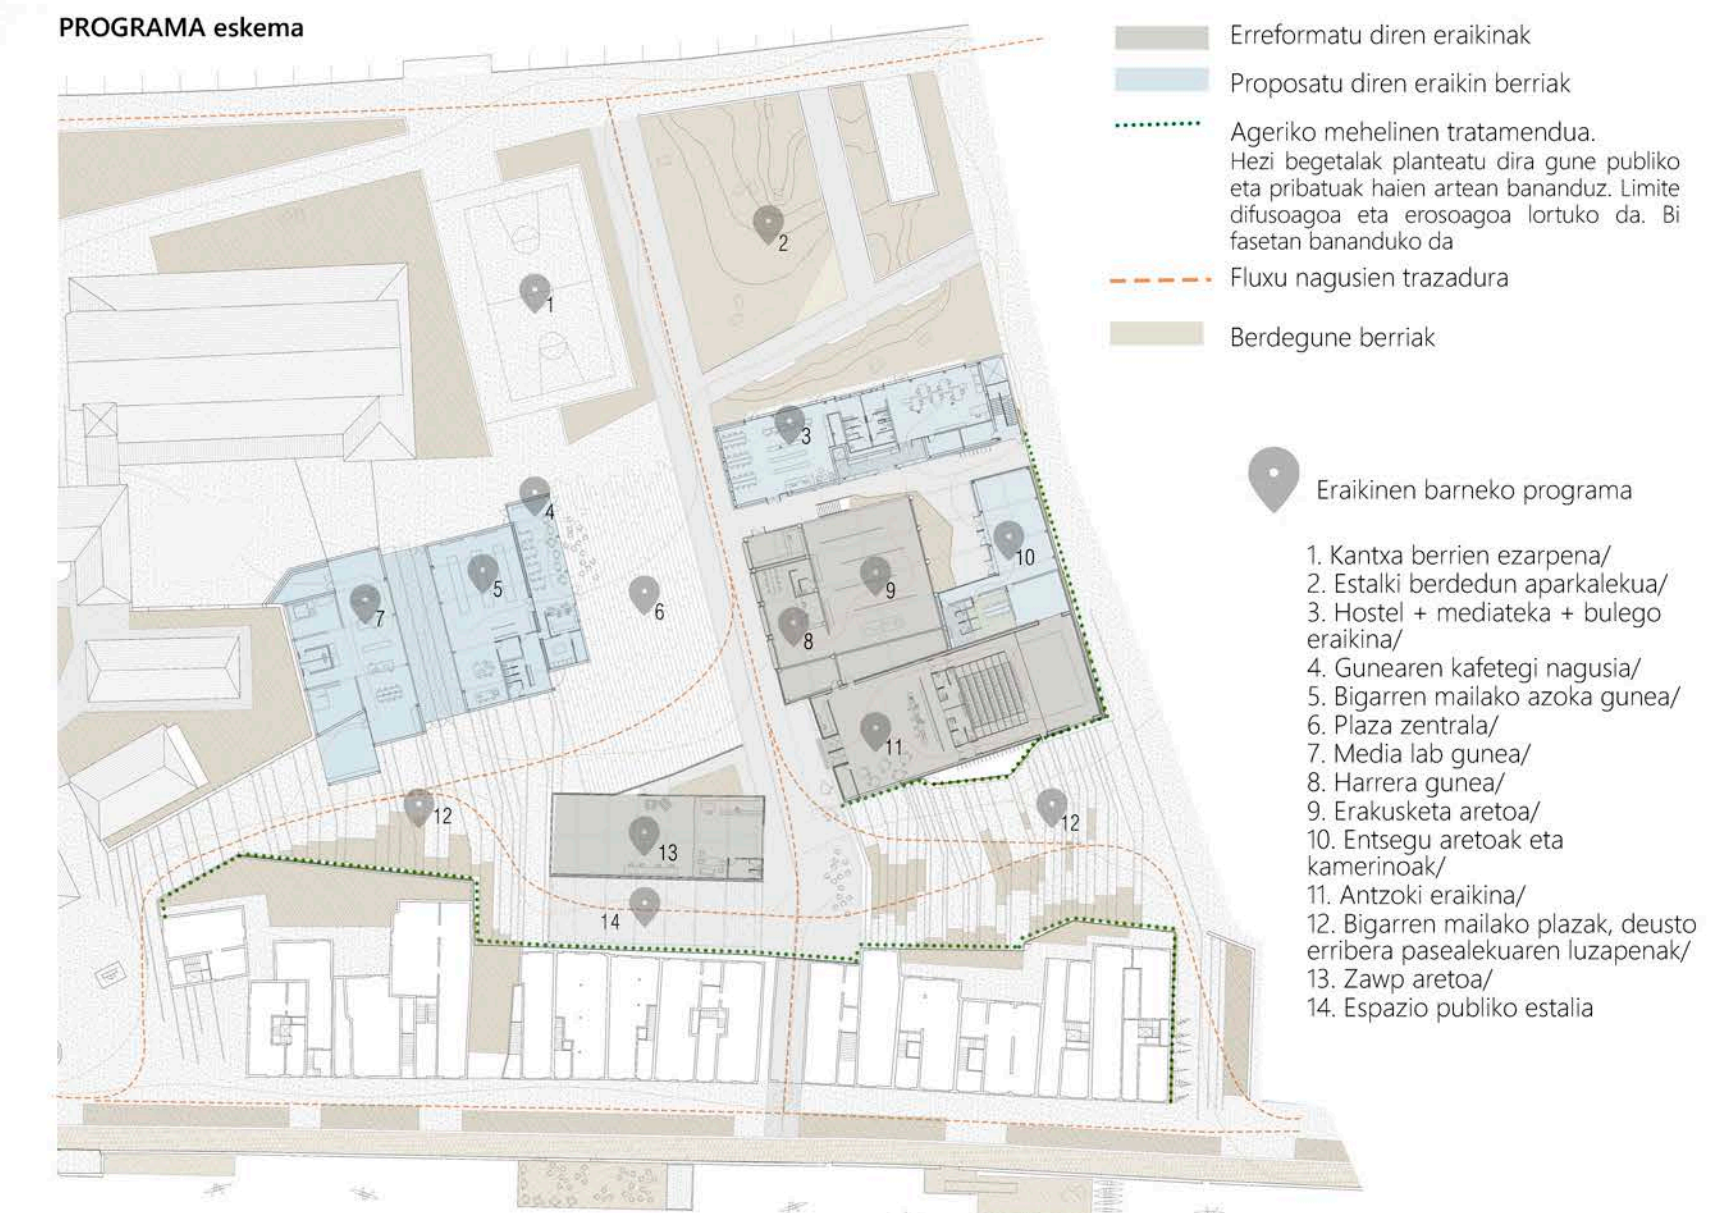 PROGRAMA eskema
Erreformatu diren eraikinak
Proposatu diren eraikin berriak
Ageriko mehelinen tratamendua.
Hezi begetalak planteatu dira gune publiko
eta pribatuak haien artean bananduz. Limite
difusoagoa eta erosoagoa lortuko da. Bi
fasetan bananduko da
Fluxu nagusien trazadura
Berdegune berriak
Eraikinen barneko programa
1. Kantxa berrien ezarpena/
2. Estalki berdedun aparkalekua/
3. Hostel + mediateka + bulego
eraikina/
4. Gunearen kafetegi nagusia/
5. Bigarren mailako azoka gunea/
6. Plaza zentrala/
7. Media lab gunea/
8. Harrera gunea/
9. Erakusketa aretoa/
10. Entsegu aretoak eta
kamerinoak/
11. Antzoki eraikina/
12. Bigarren mailako plazak, deusto
erribera pasealekuaren luzapenak/
13. Zawp aretoa/
14. Espazio publiko estalia
2
1
3
4
10
5
9
7
6
8
11
12
12
13
14